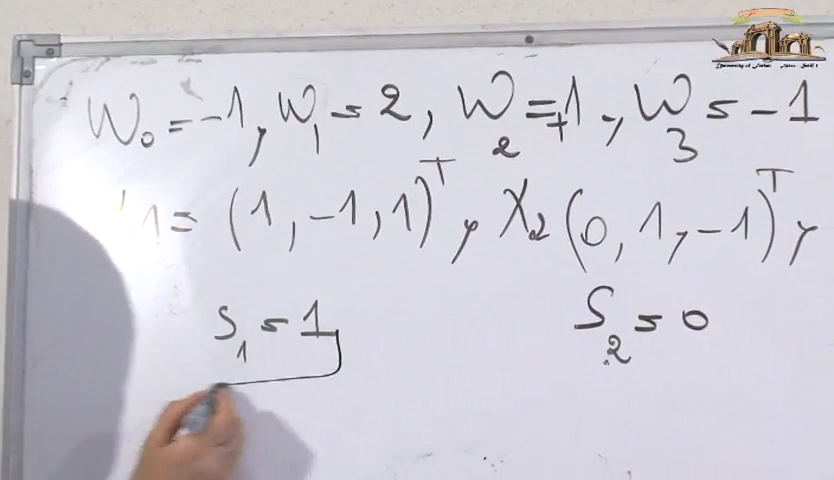 W₀ = -1, W₁ = 2, W₂ = +1, W₃ = -1
1 = (1, -1, 1)ᵀ, X₂ (0, 1, -1)ᵀ,
S₁ = 1 S₂ = 0